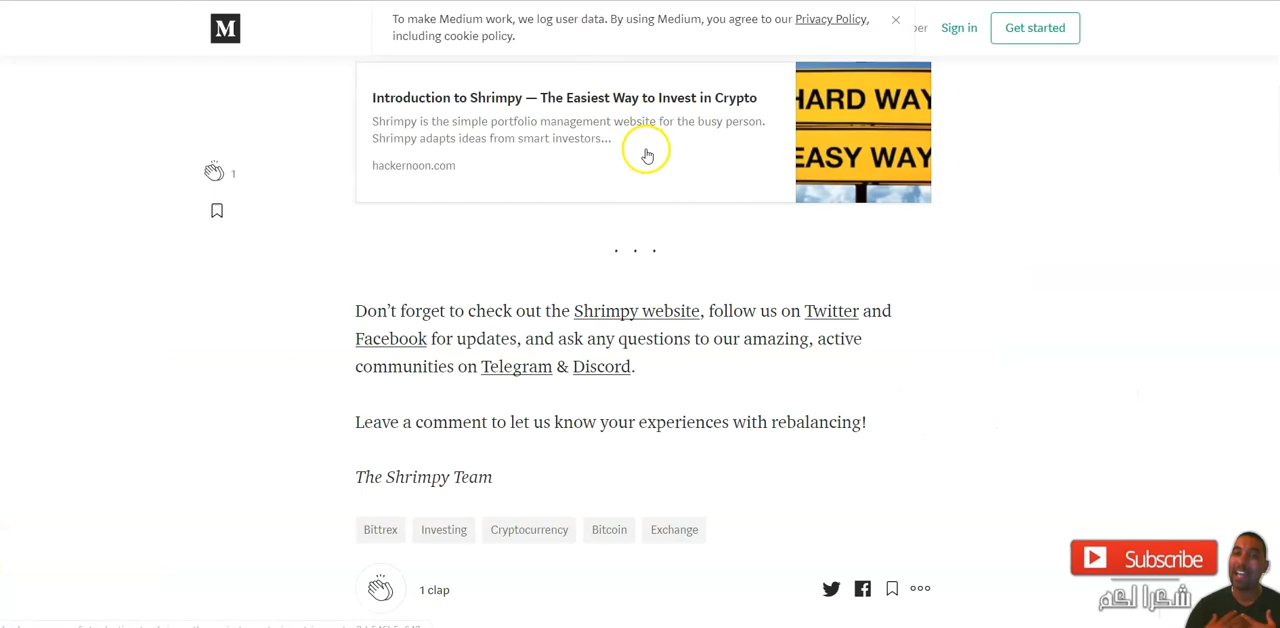 M
To make Medium work, we log user data. By using Medium, you agree to our Privacy Policy,
including cookie policy.
Sign in
Get started
Introduction to Shrimpy — The Easiest Way to Invest in Crypto
Shrimpy is the simple portfolio management website for the busy person.
Shrimpy adapts ideas from smart investors...
hackernoon.com
HARD WAY
EASY WAY
1
. . .
Don't forget to check out the Shrimpy website, follow us on Twitter and
Facebook for updates, and ask any questions to our amazing, active
communities on Telegram & Discord.
Leave a comment to let us know your experiences with rebalancing!
The Shrimpy Team
Bittrex Investing Cryptocurrency Bitcoin Exchange
1 clap
Subscribe
شكرا لكم